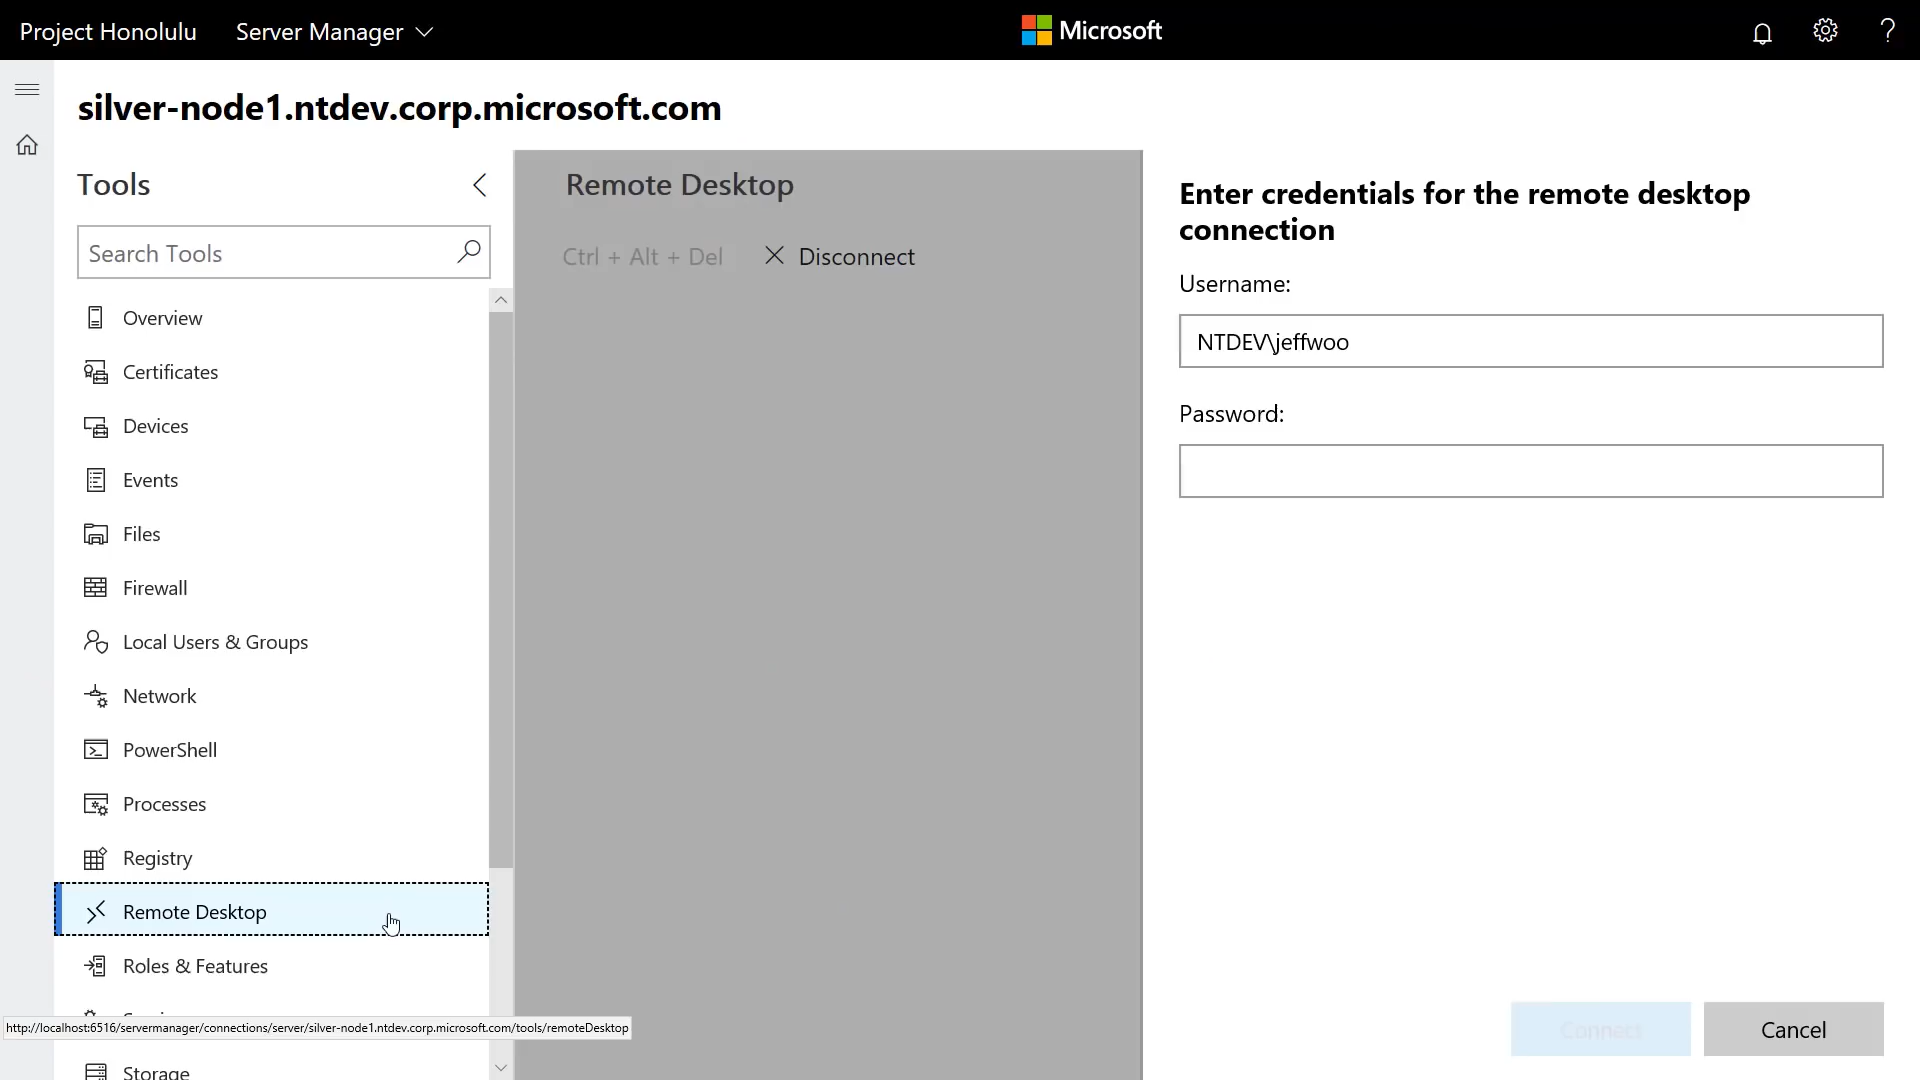 Project Honolulu
Server Manager
Microsoft
?
silver-node1.ntdev.corp.microsoft.com
Tools
Search Tools
Overview
Certificates
Devices
Events
Files
Firewall
Local Users & Groups
Network
PowerShell
Processes
Registry
Remote Desktop
Roles & Features
http://localhost:6516/servermanager/connections/server/silver-node1.ntdev.corp.microsoft.com/tools/remoteDesktop
Storage
Remote Desktop
Ctrl + Alt + Del
Disconnect
Enter credentials for the remote desktop
connection
Username:
NTDEV\jeffwoo
Password:
Connect
Cancel